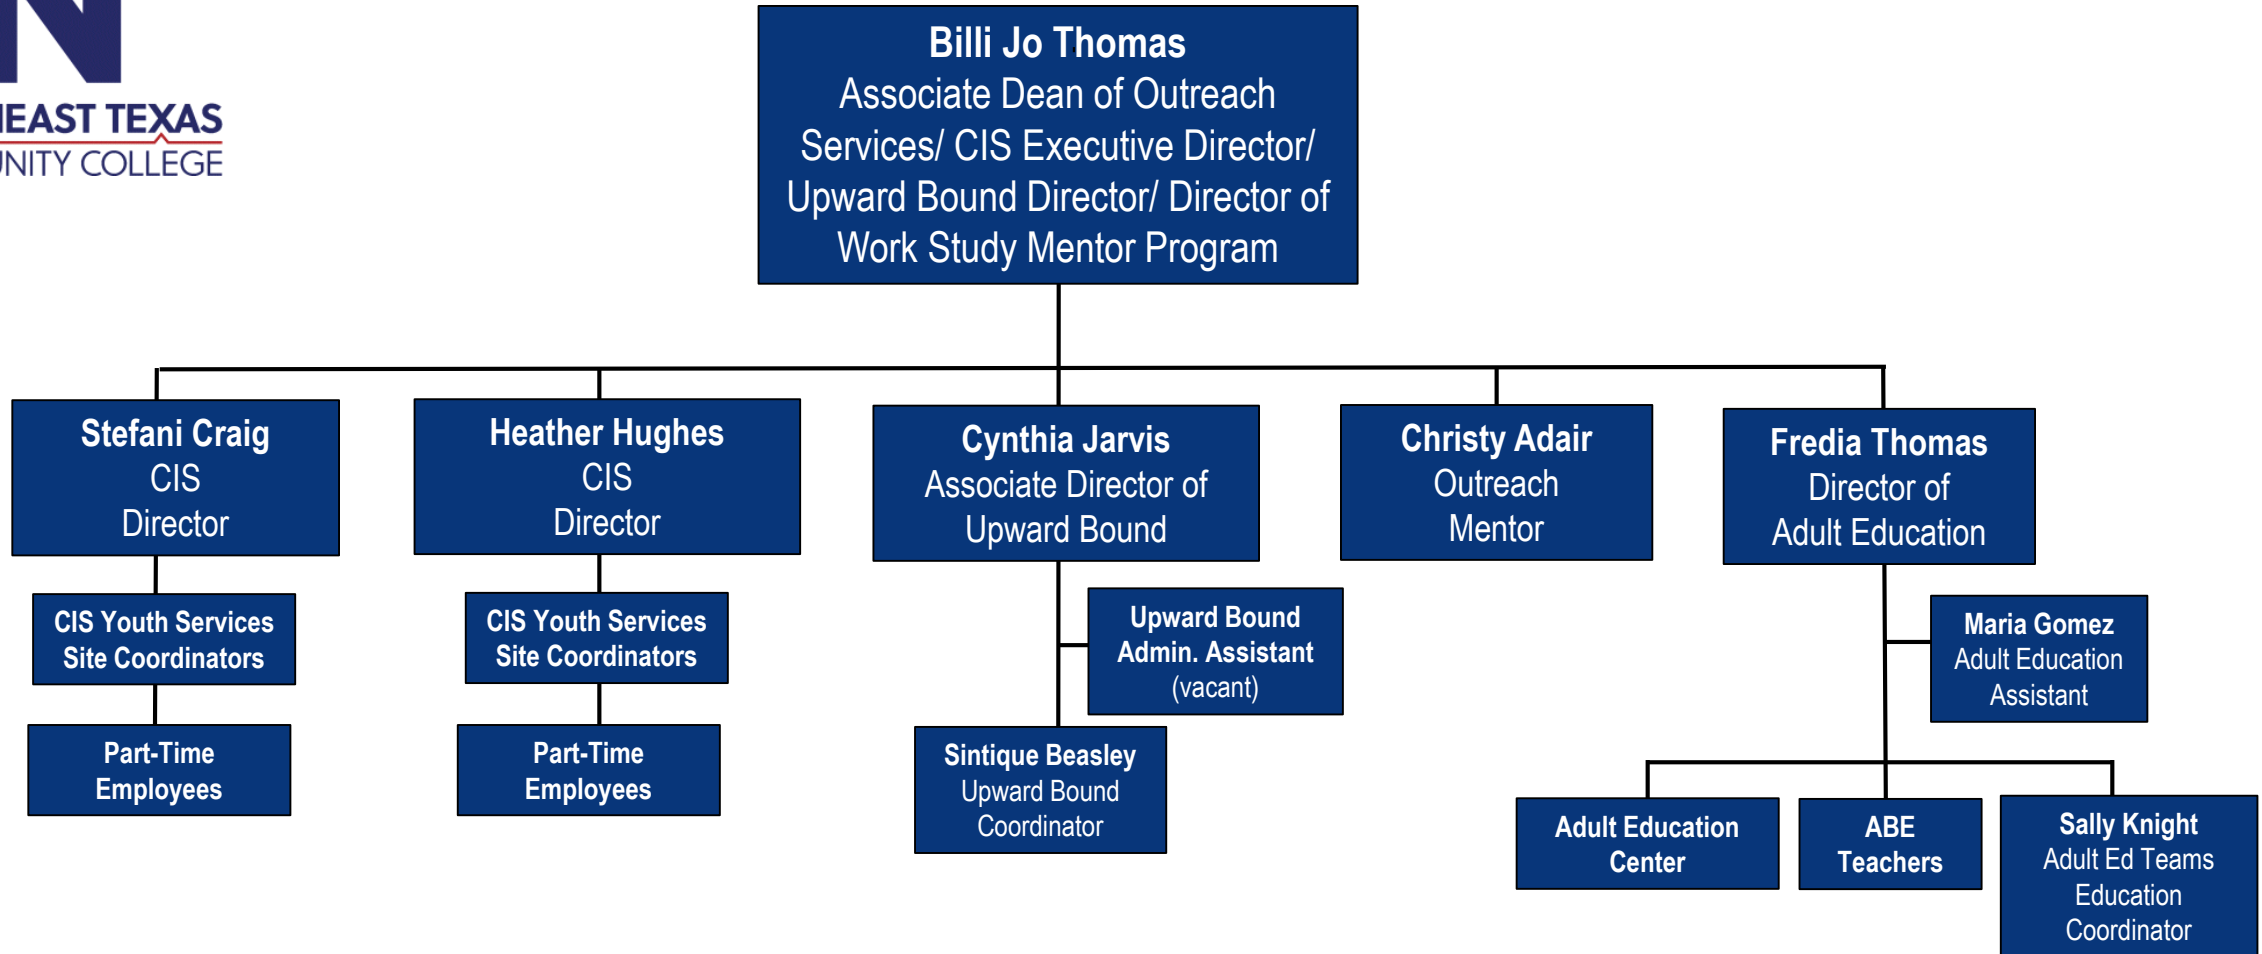 N
HEAST TEXAS
UNITY COLLEGE
Billi Jo Thomas
Associate Dean of Outreach
Services/ CIS Executive Director/
Upward Bound Director/ Director of
Work Study Mentor Program
Stefani Craig
CIS
Director
Heather Hughes
CIS
Director
Cynthia Jarvis
Associate Director of
Upward Bound
Christy Adair
Outreach
Mentor
Fredia Thomas
Director of
Adult Education
CIS Youth Services
Site Coordinators
CIS Youth Services
Site Coordinators
Upward Bound
Admin. Assistant
(vacant)
Maria Gomez
Adult Education
Assistant
Part-Time
Employees
Part-Time
Employees
Sintique Beasley
Upward Bound
Coordinator
Adult Education
Center
ABE
Teachers
Sally Knight
Adult Ed Teams
Education
Coordinator